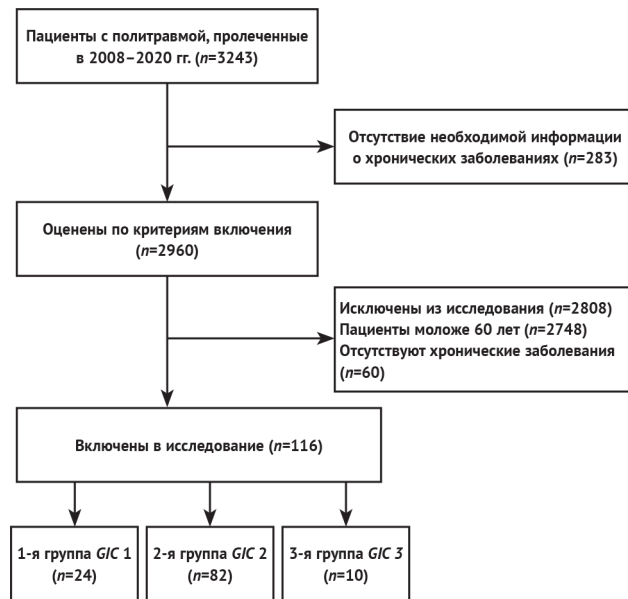 Пациенты с политравмой, пролеченные
в 2008–2020 гг. (n=3243)
Отсутствие необходимой информации
о хронических заболеваниях (n=283)
Оценены по критериям включения
(n=2960)
Исключены из исследования (n=2808)
Пациенты моложе 60 лет (n=2748)
Отсутствуют хронические заболевания
(n=60)
Включены в исследование (n=116)
1-я группа GIC 1
(n=24)
2-я группа GIC 2
(n=82)
3-я группа GIC 3
(n=10)